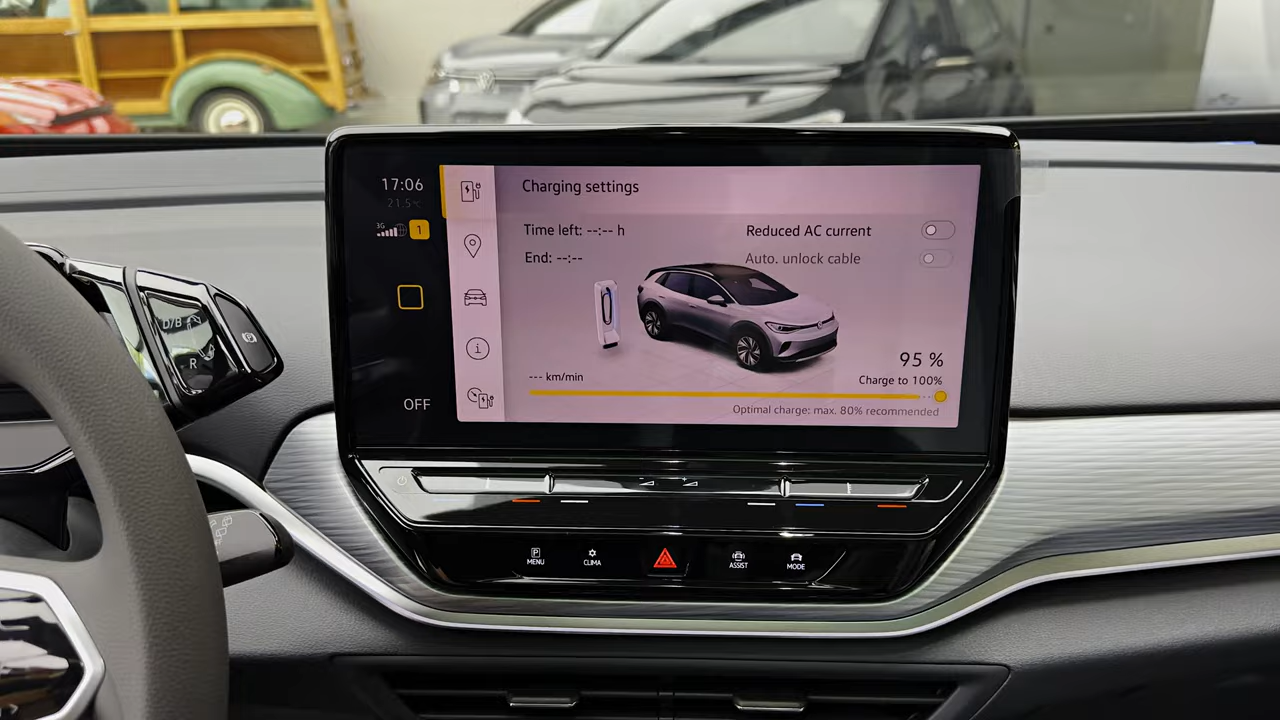 17:06
21.5°C
3G
1
OFF
Charging settings
Time left: --:-- h
End: --:--
Reduced AC current
Auto. unlock cable
95 %
--- km/min
Charge to 100%
Optimal charge: max. 80% recommended
D/B
R
P
MENU
CLIMA
ASSIST
MODE